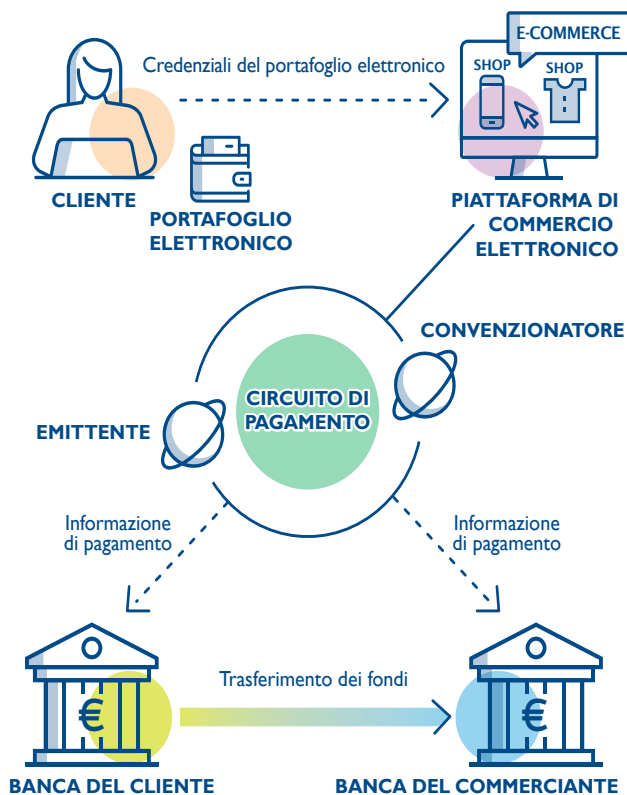 E-COMMERCE
Credenziali del portafoglio elettronico
SHOP
SHOP
CLIENTE
PORTAFOGLIO
ELETTRONICO
PIATTAFORMA DI
COMMERCIO
ELETTRONICO
CONVENZIONATORE
CIRCUITO DI
PAGAMENTO
EMITTENTE
Informazione
di pagamento
Informazione
di pagamento
Trasferimento dei fondi
€
€
BANCA DEL CLIENTE
BANCA DEL COMMERCIANTE